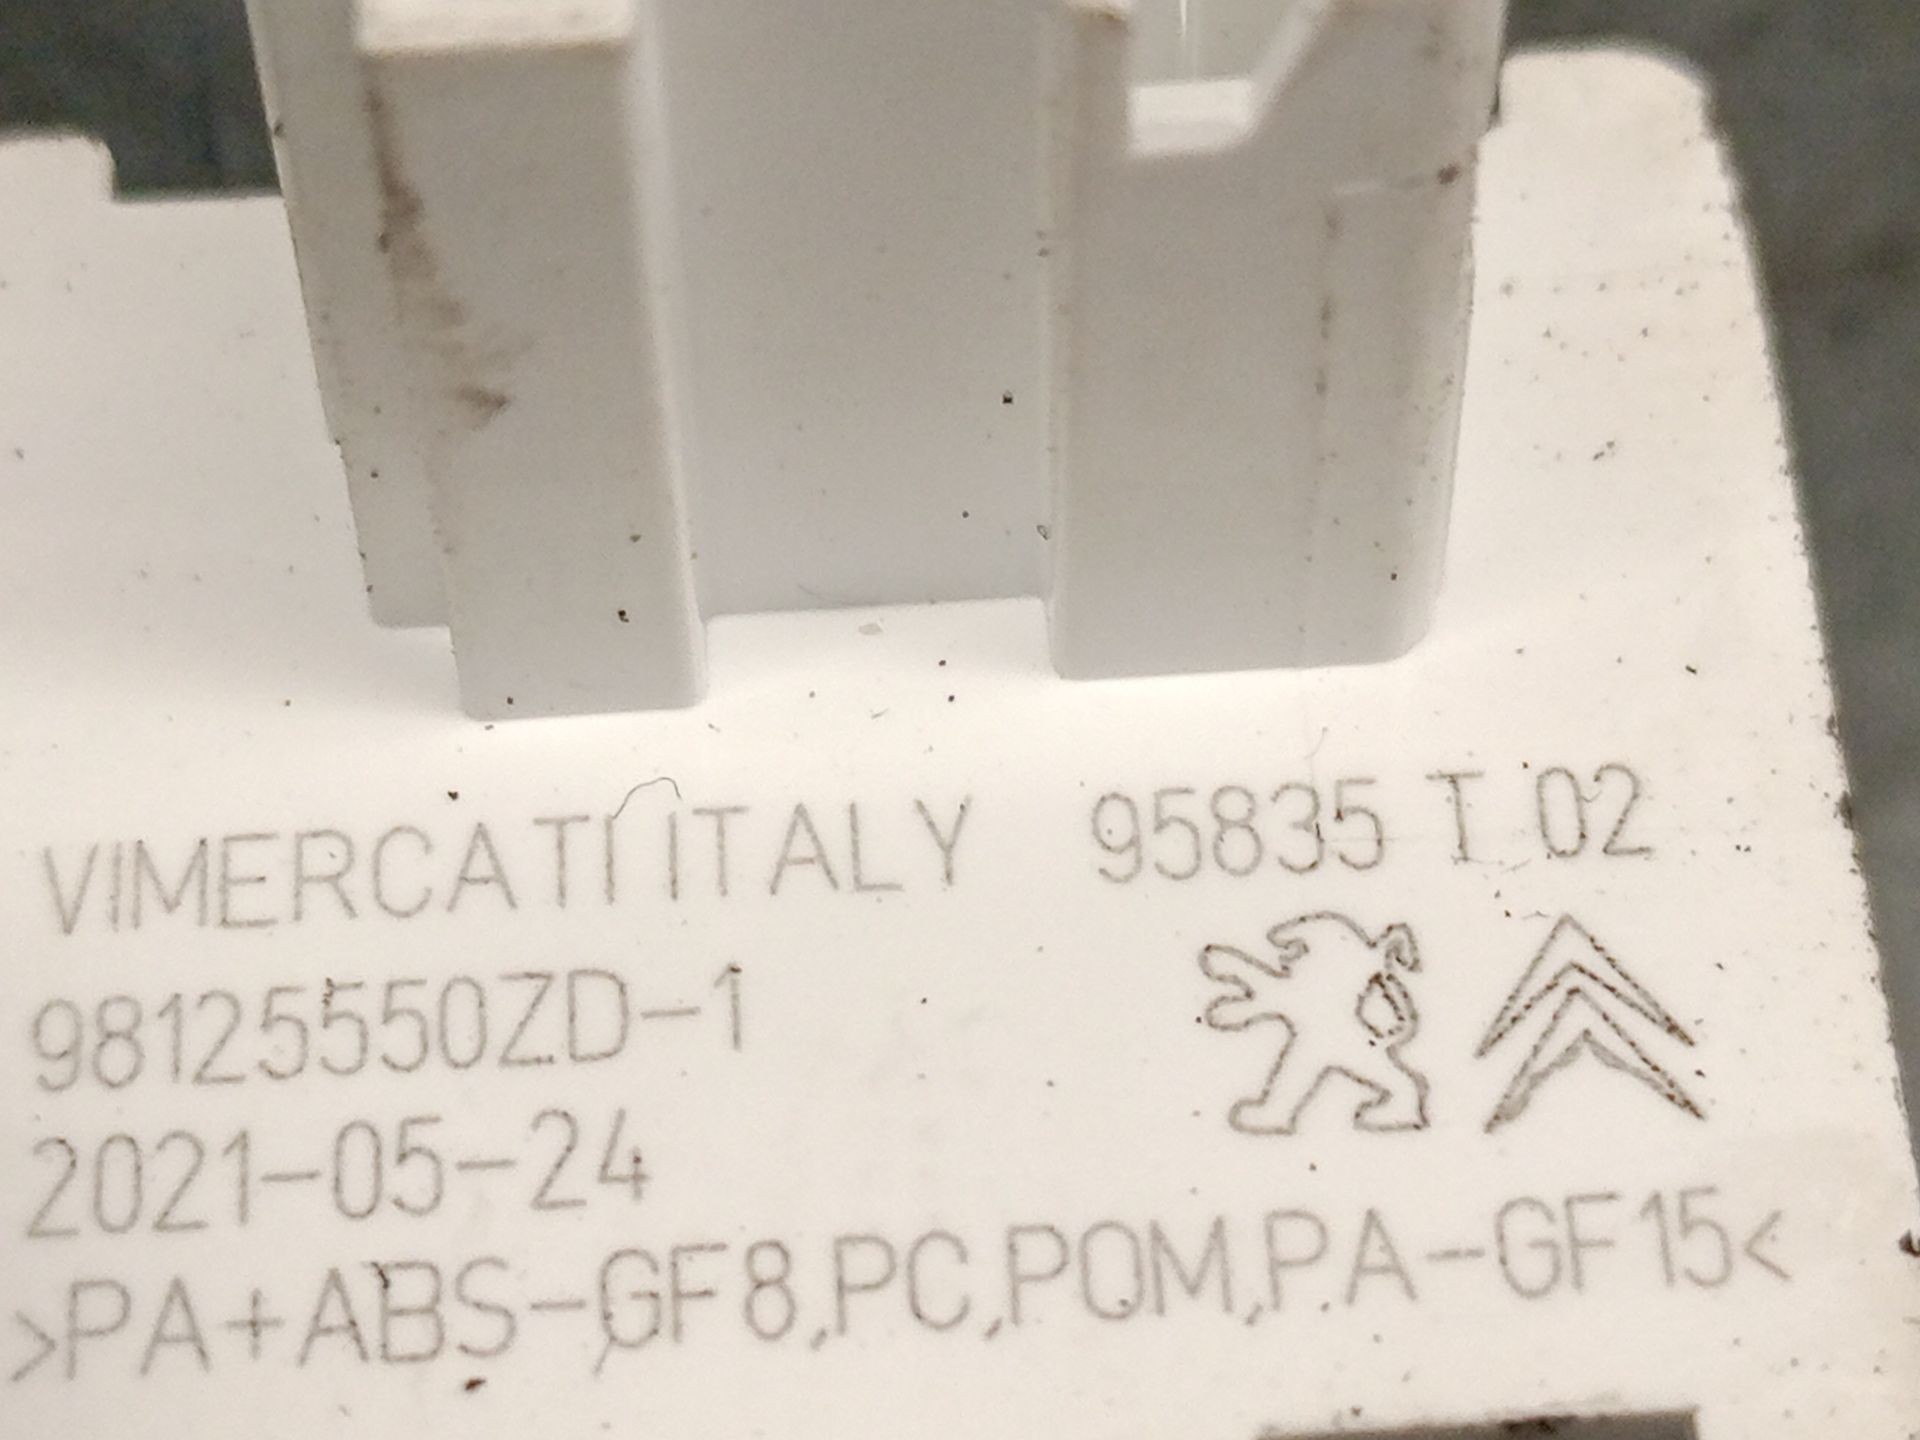 VIMERCATI ITALY 95835 T 02
98125550ZD-1
2021-05-24
>PA+ABS-GF8,PC,POM,PA-GF15<